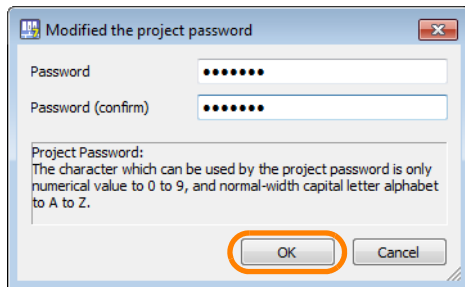 Modified the project password
Password •••••••
Password (confirm) •••••••
Project Password:
The character which can be used by the project password is only
numerical value to 0 to 9, and normal-width capital letter alphabet
to A to Z.
OK Cancel